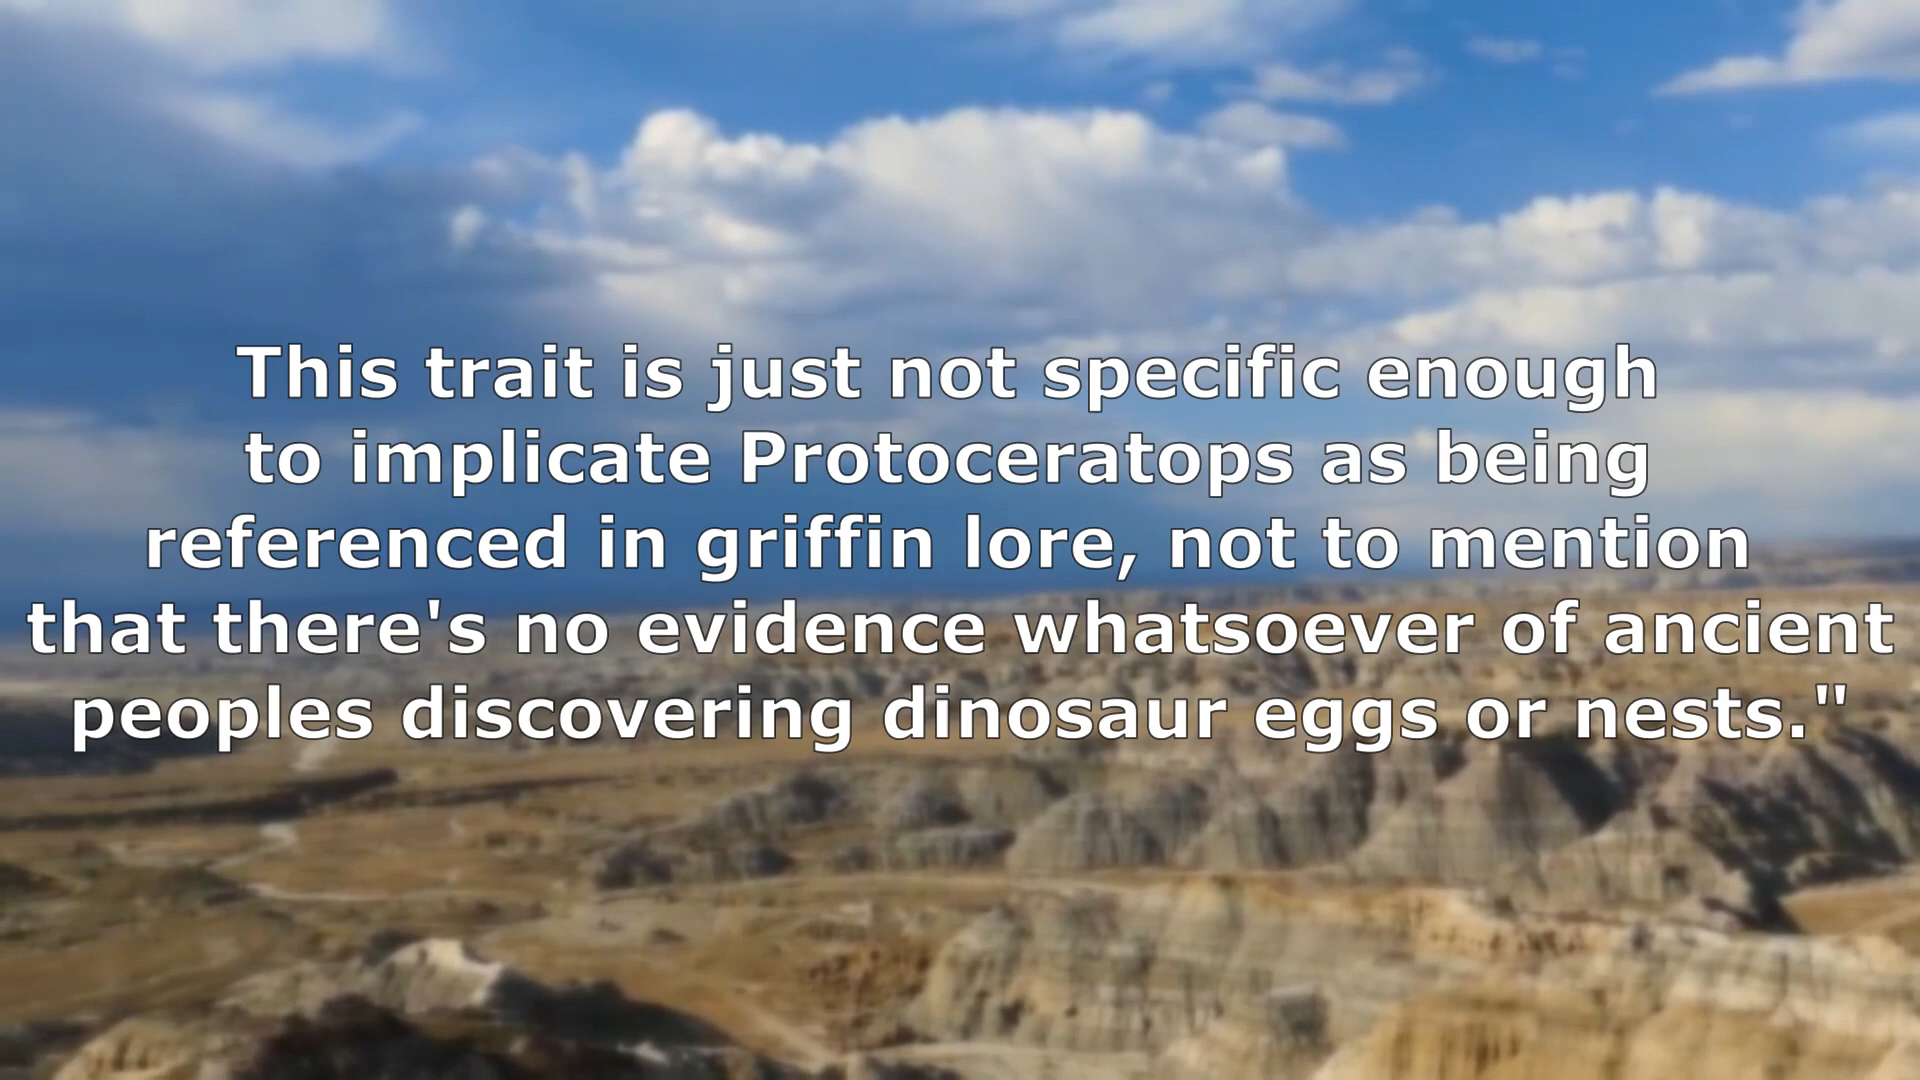 This trait is just not specific enough
to implicate Protoceratops as being
referenced in griffin lore, not to mention
that there's no evidence whatsoever of ancient
peoples discovering dinosaur eggs or nests."